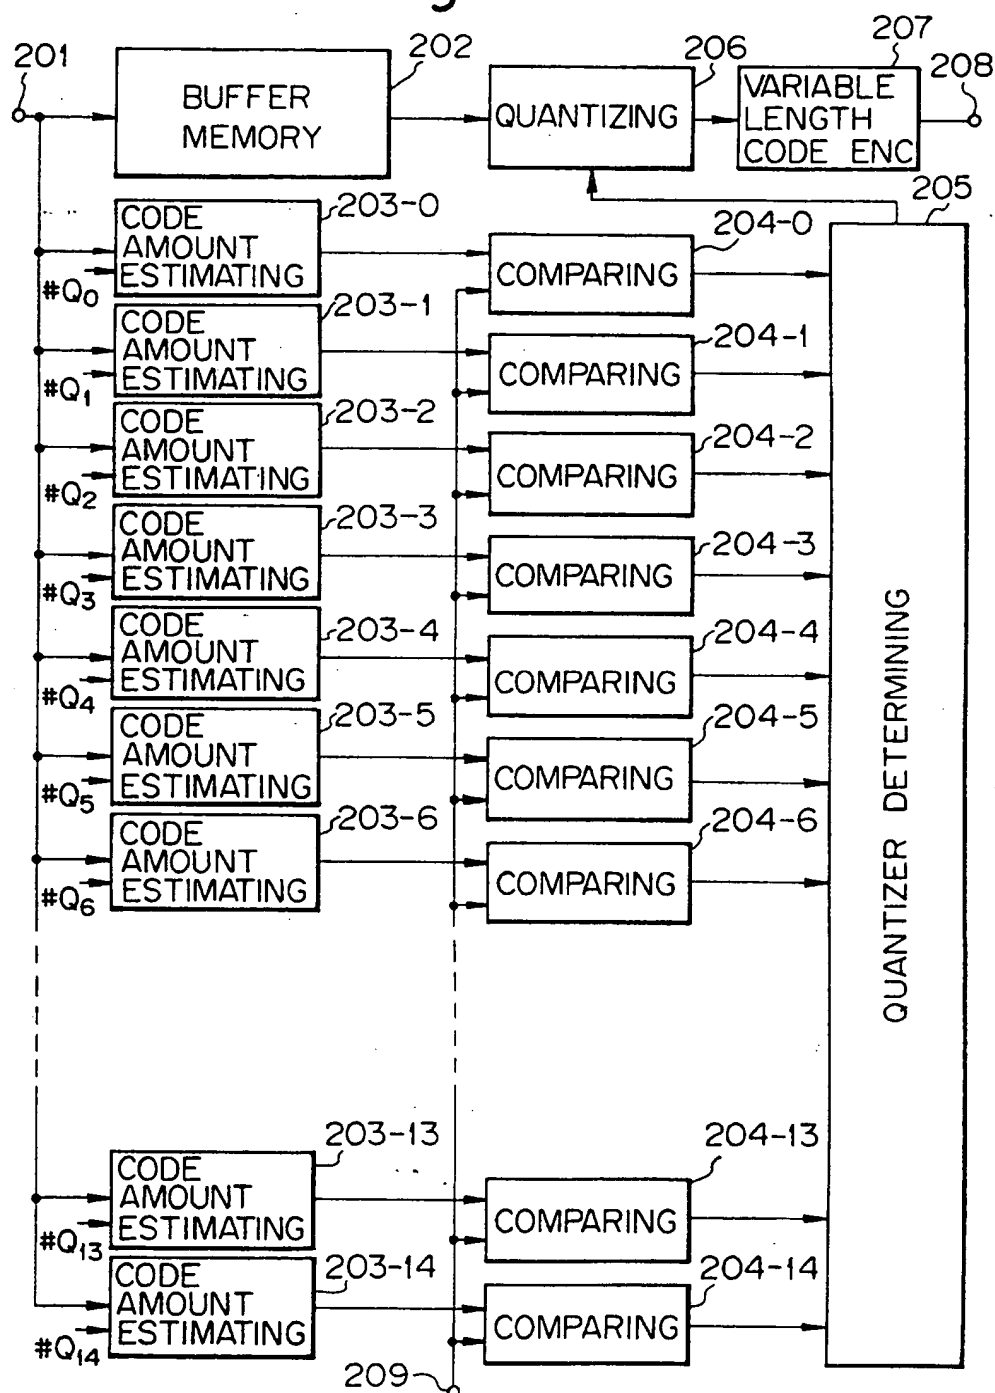 201
BUFFER
MEMORY
202
QUANTIZING
206
VARIABLE
LENGTH
CODE ENC
207
208
205
CODE
AMOUNT
ESTIMATING
203-0
#Q0
COMPARING
204-0
CODE
AMOUNT
ESTIMATING
203-1
#Q1
COMPARING
204-1
CODE
AMOUNT
ESTIMATING
203-2
#Q2
COMPARING
204-2
CODE
AMOUNT
ESTIMATING
203-3
#Q3
COMPARING
204-3
CODE
AMOUNT
ESTIMATING
203-4
#Q4
COMPARING
204-4
CODE
AMOUNT
ESTIMATING
203-5
#Q5
COMPARING
204-5
CODE
AMOUNT
ESTIMATING
203-6
#Q6
COMPARING
204-6
QUANTIZER DETERMINING
CODE
AMOUNT
ESTIMATING
203-13
#Q13
COMPARING
204-13
CODE
AMOUNT
ESTIMATING
203-14
#Q14
COMPARING
204-14
209